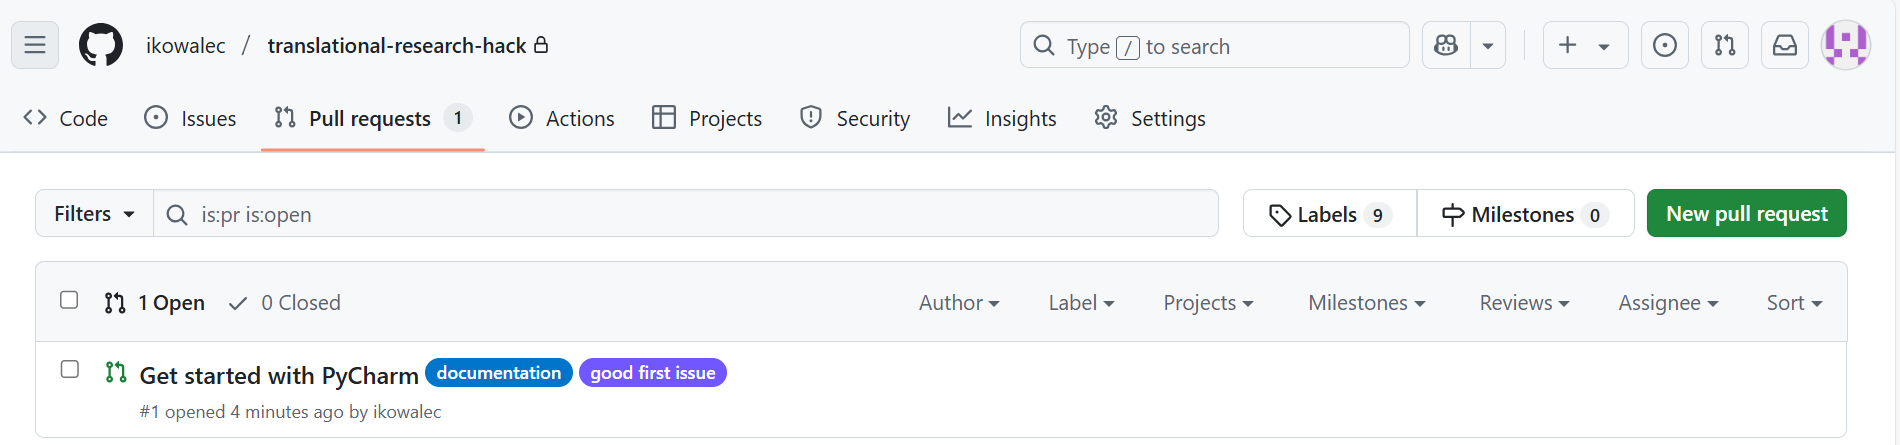 ikowalec / translational-research-hack
Type / to search
Code
Issues
Pull requests 1
Actions
Projects
Security
Insights
Settings
Filters
is:pr is:open
Labels 9
Milestones 0
New pull request
1 Open
0 Closed
Author
Label
Projects
Milestones
Reviews
Assignee
Sort
Get started with PyCharm documentation good first issue
#1 opened 4 minutes ago by ikowalec